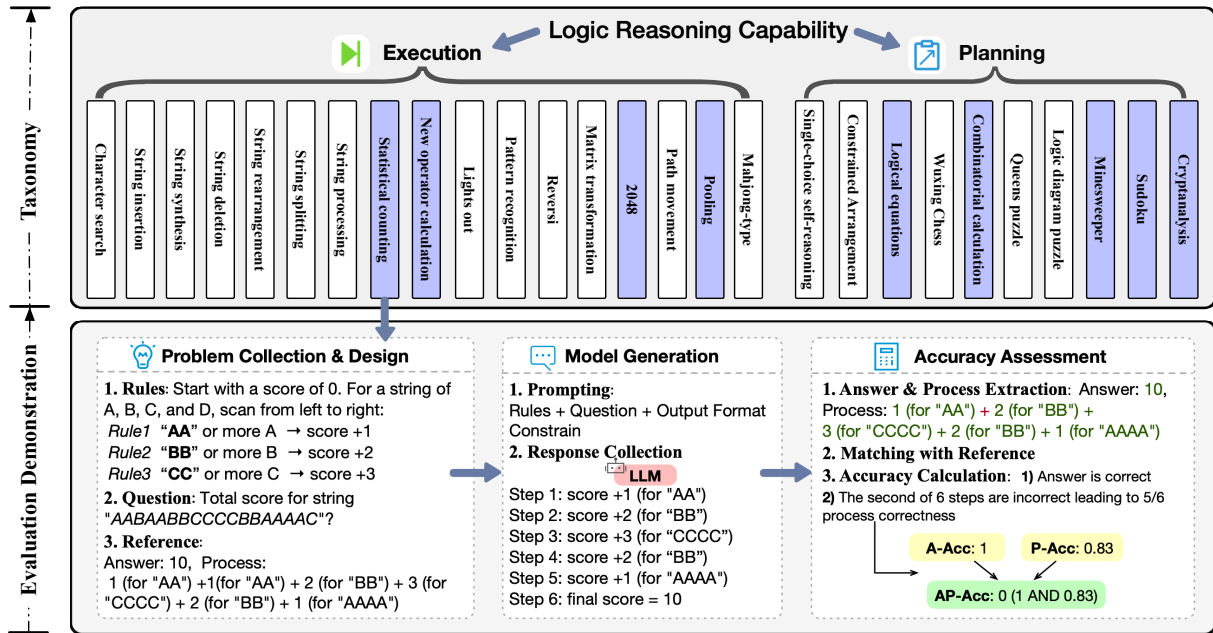 Logic Reasoning Capability
Execution
Planning
Taxonomy
Character search
String insertion
String synthesis
String deletion
String rearrangement
String splitting
String processing
Statistical counting
New operator calculation
Lights out
Pattern recognition
Reversi
Matrix transformation
2048
Path movement
Pooling
Mahjong-type
Single-choice self-reasoning
Constrained Arrangement
Logical equations
Wuxing Chess
Combinatorial calculation
Queens puzzle
Logic diagram puzzle
Minesweeper
Sudoku
Cryptanalysis
Evaluation Demonstration
Problem Collection & Design
1. Rules: Start with a score of 0. For a string of
A, B, C, and D, scan from left to right:
Rule1 “AA” or more A → score +1
Rule2 “BB” or more B → score +2
Rule3 “CC” or more C → score +3
2. Question: Total score for string
"AABAABBCCCCBBAAAAC"?
3. Reference:
Answer: 10, Process:
1 (for "AA") +1(for "AA") + 2 (for "BB") + 3 (for
"CCCC") + 2 (for "BB") + 1 (for "AAAA")
Model Generation
1. Prompting:
Rules + Question + Output Format
Constrain
2. Response Collection
LLM
Step 1: score +1 (for "AA")
Step 2: score +2 (for "BB”)
Step 3: score +3 (for “CCCC”)
Step 4: score +2 (for "BB”)
Step 5: score +1 (for "AAAA")
Step 6: final score = 10
Accuracy Assessment
1. Answer & Process Extraction: Answer: 10,
Process: 1 (for "AA") + 2 (for "BB") +
3 (for "CCCC") + 2 (for "BB") + 1 (for "AAAA")
2. Matching with Reference
3. Accuracy Calculation: 1) Answer is correct
2) The second of 6 steps are incorrect leading to 5/6
process correctness
A-Acc: 1
P-Acc: 0.83
AP-Acc: 0 (1 AND 0.83)